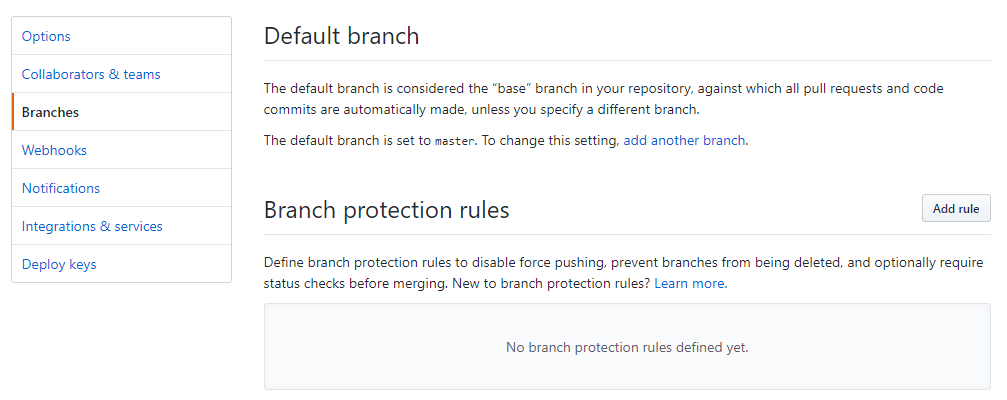 Options
Collaborators & teams
Branches
Webhooks
Notifications
Integrations & services
Deploy keys
Default branch
The default branch is considered the “base” branch in your repository, against which all pull requests and code
commits are automatically made, unless you specify a different branch.
The default branch is set to master. To change this setting, add another branch.
Branch protection rules
Add rule
Define branch protection rules to disable force pushing, prevent branches from being deleted, and optionally require
status checks before merging. New to branch protection rules? Learn more.
No branch protection rules defined yet.